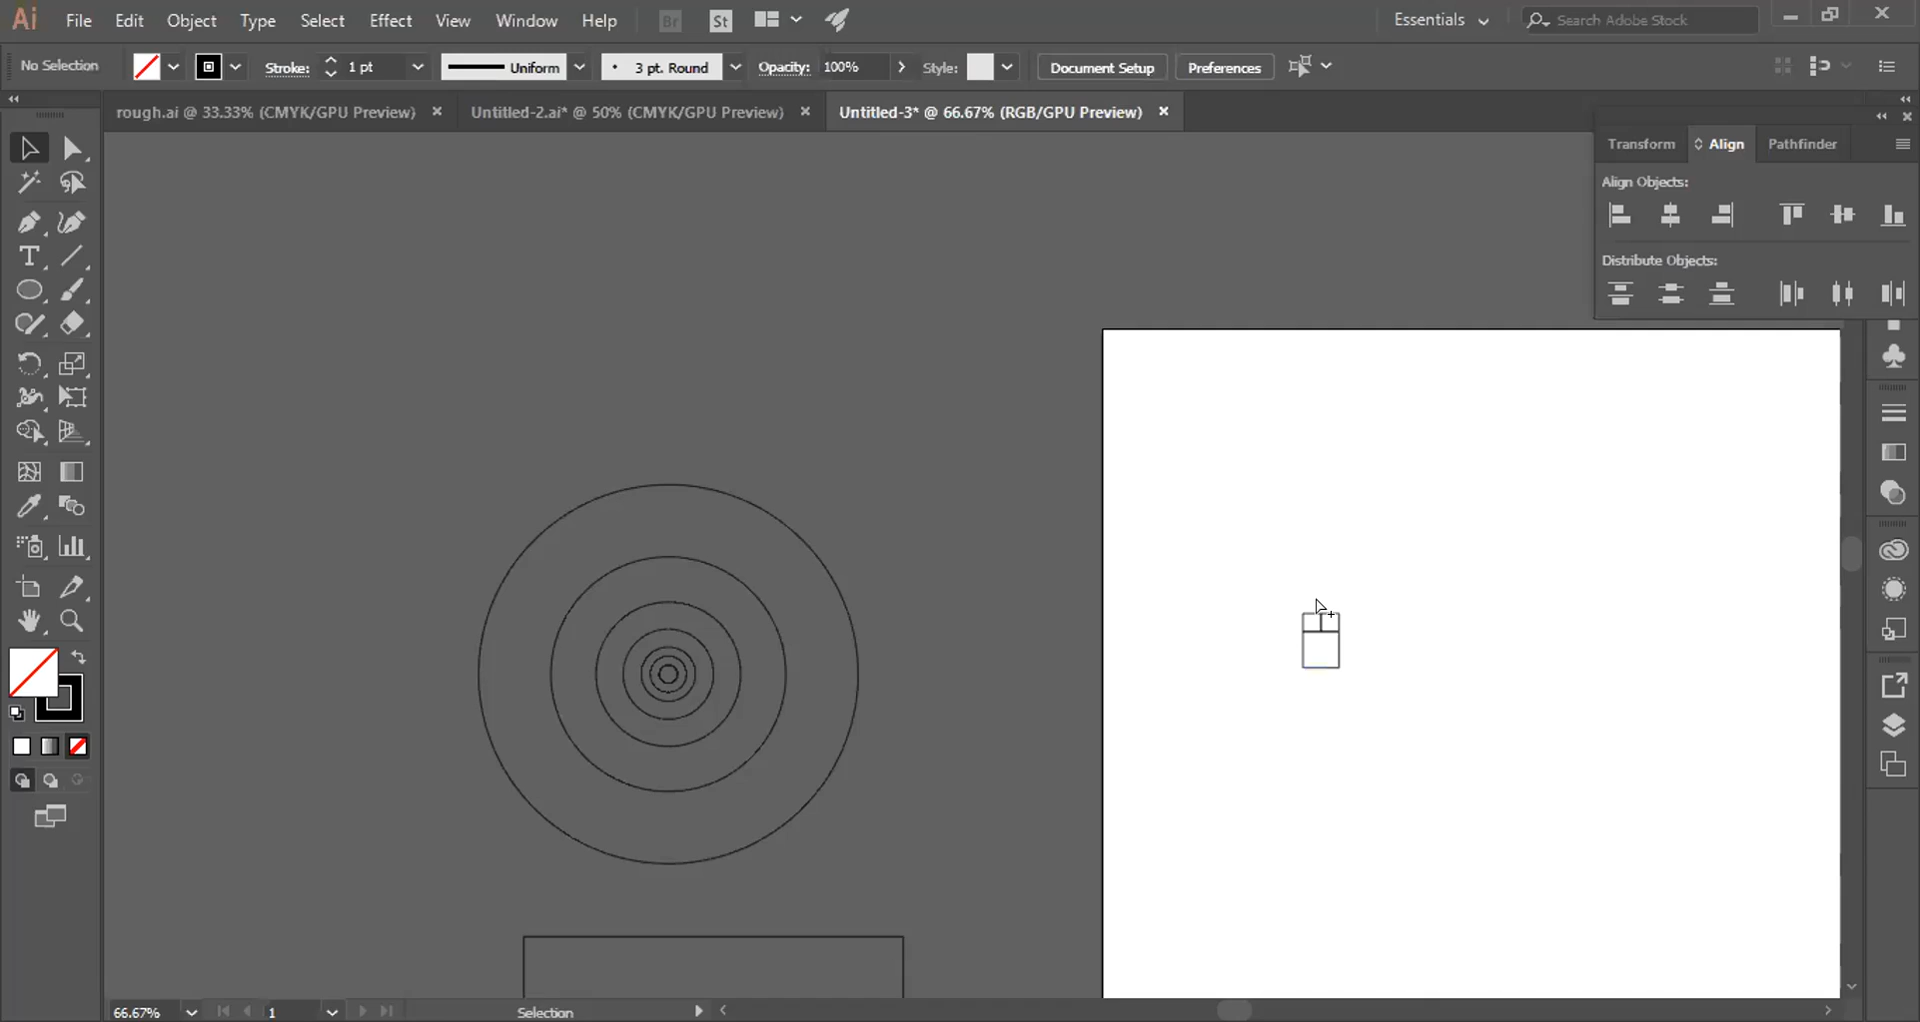 Ai File Edit Object Type Select Effect View Window Help Br St Essentials Search Adobe Stock
No Selection Stroke: 1 pt Uniform 3 pt. Round Opacity: 100% Style: Document Setup Preferences
rough.ai @ 33.33% (CMYK/GPU Preview) Untitled-2.ai* @ 50% (CMYK/GPU Preview) Untitled-3* @ 66.67% (RGB/GPU Preview)
Transform Align Pathfinder
Align Objects:
Distribute Objects:
66.67% 1 Selection